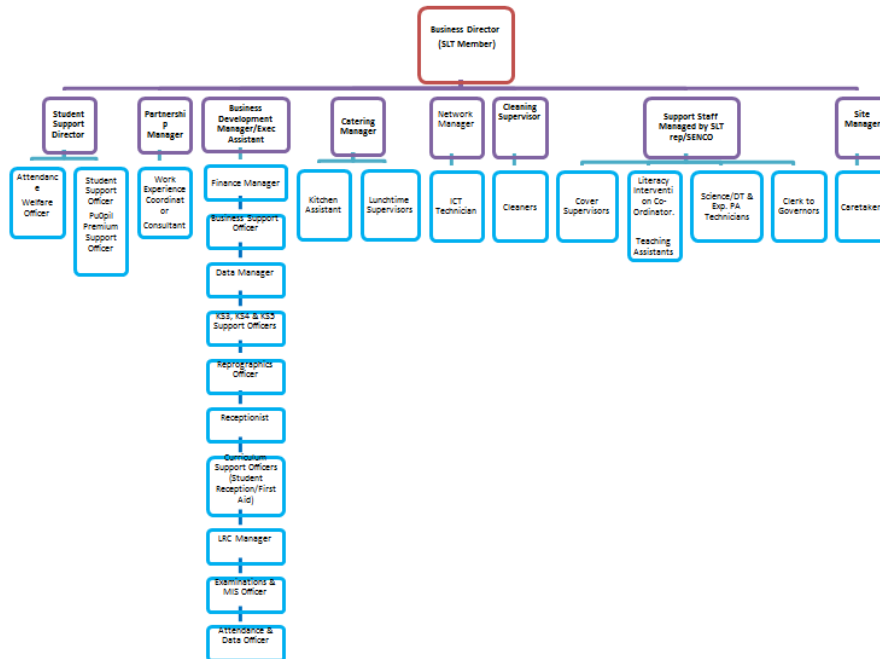 Business Director
(SLT Member)
Student
Support
Director
Partnershi
p
Manager
Business
Development
Manager/Exec
Assistant
Catering
Manager
Network
Manager
Cleaning
Supervisor
Support Staff
Managed by SLT
rep/SENCO
Site
Manager
Attendanc
e
Welfare
Officer
Student
Support
Officer
Pu0pil
Premium
Support
Officer
Work
Experience
Coordinat
or
Consultant
Finance Manager
Business Support
Officer
Data Manager
KS3, KS4 & KS5
Support Officers
Reprographics
Officer
Receptionist
Curriculum
Support Officers
(Student
Reception/First
Aid)
LRC Manager
Examinations &
MIS Officer
Attendance &
Data Officer
Kitchen
Assistant
Lunchtime
Supervisors
ICT
Technician
Cleaners
Cover
Supervisors
Literacy
Interventi
on Co-
Ordinator.
Teaching
Assistants
Science/DT &
Exp. PA
Technicians
Clerk to
Governors
Caretaker